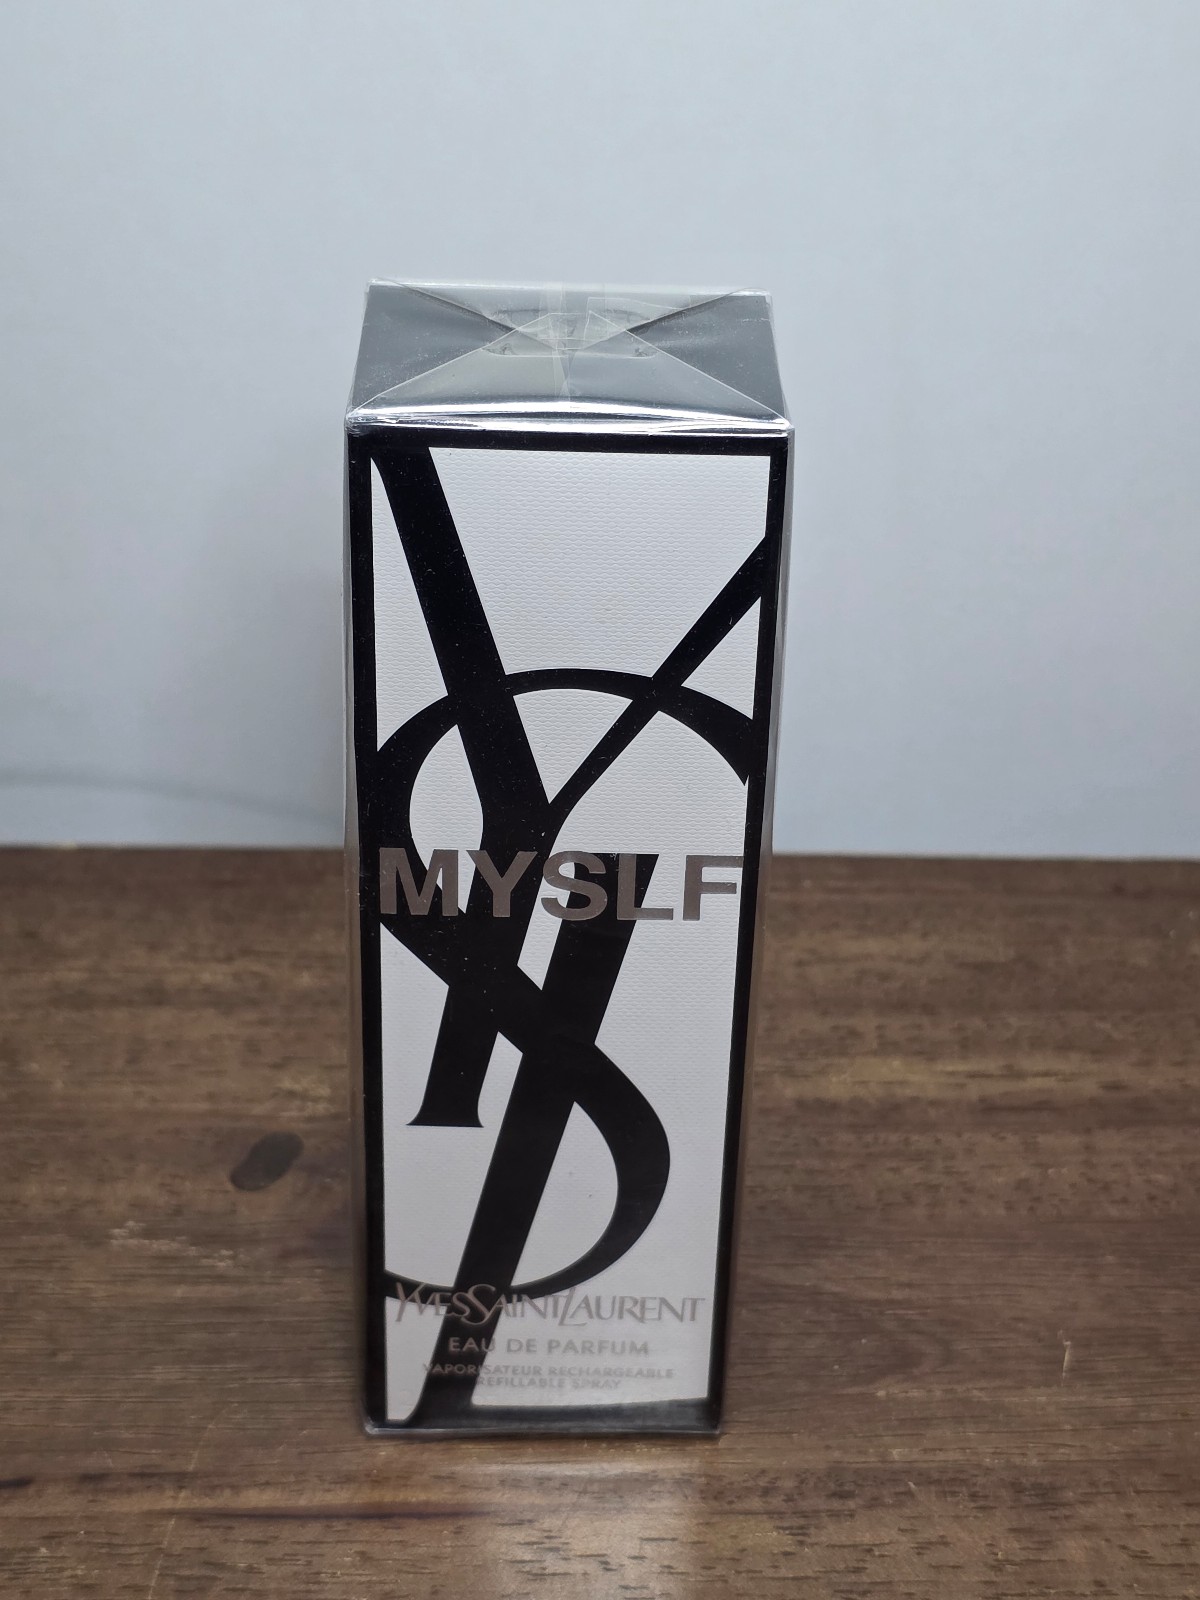 MYSLF
YVESSAINTLAURENT
EAU DE PARFUM
VAPORISATEUR RECHARGEABLE
REFILLABLE SPRAY